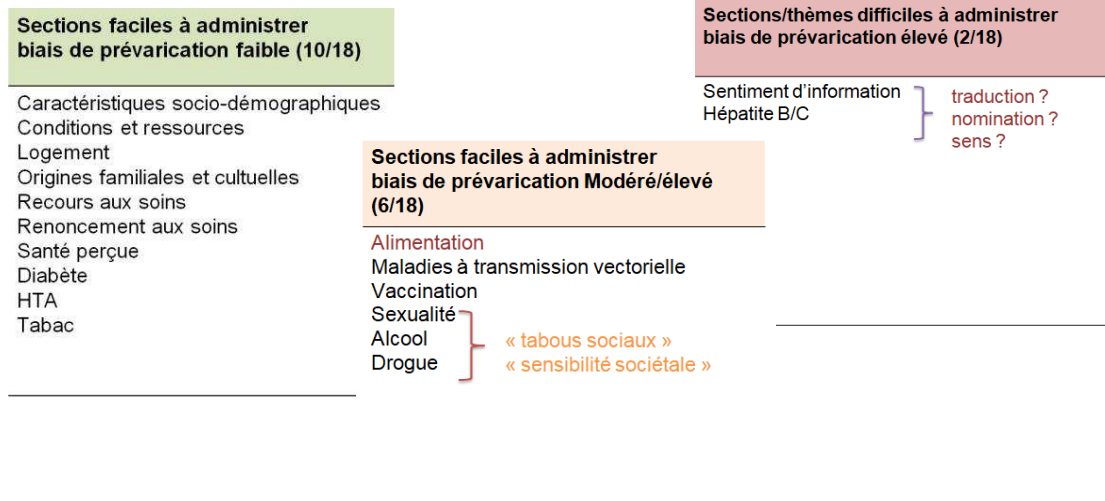 Sections faciles à administrer
biais de prévarication faible (10/18)
Caractéristiques socio-démographiques
Conditions et ressources
Logement
Origines familiales et cultuelles
Recours aux soins
Renoncement aux soins
Santé perçue
Diabète
HTA
Tabac
Sections faciles à administrer
biais de prévarication Modéré/élevé
(6/18)
Alimentation
Maladies à transmission vectorielle
Vaccination
Sexualité
Alcool
Drogue
« tabous sociaux »
« sensibilité sociétale »
Sections/thèmes difficiles à administrer
biais de prévarication élevé (2/18)
Sentiment d’information
Hépatite B/C
traduction ?
nomination ?
sens ?